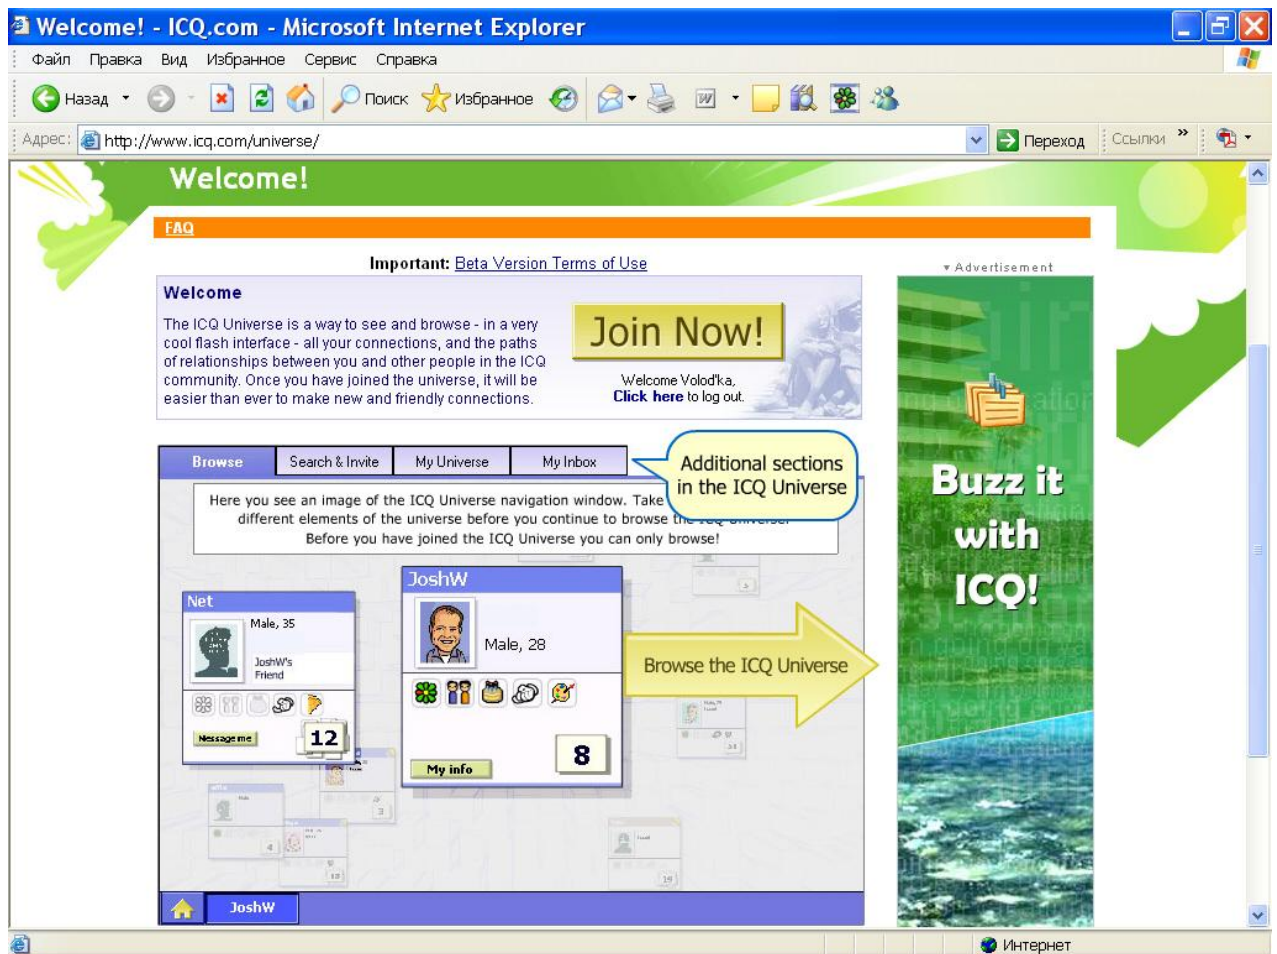 Welcome! - ICQ.com - Microsoft Internet Explorer
Файл Правка Вид Избранное Сервис Справка
Назад Поиск Избранное
Адрес: http://www.icq.com/universe/ Переход Ссылки »
Welcome!
FAQ
Important: Beta Version Terms of Use
Advertisement
Welcome
The ICQ Universe is a way to see and browse - in a very
cool flash interface - all your connections, and the paths
of relationships between you and other people in the ICQ
community. Once you have joined the universe, it will be
easier than ever to make new and friendly connections.
Join Now!
Welcome Volod'ka,
Click here to log out.
Browse Search & Invite My Universe My Inbox
Additional sections
in the ICQ Universe
Here you see an image of the ICQ Universe navigation window. Take
different elements of the universe before you continue to browse the ICQ Universe.
Before you have joined the ICQ Universe you can only browse!
Net
Male, 35
JoshW's
Friend
Message me
12
JoshW
Male, 28
My info
8
Browse the ICQ Universe
3
4
19
JoshW
Buzz it
with
ICQ!
Интернет